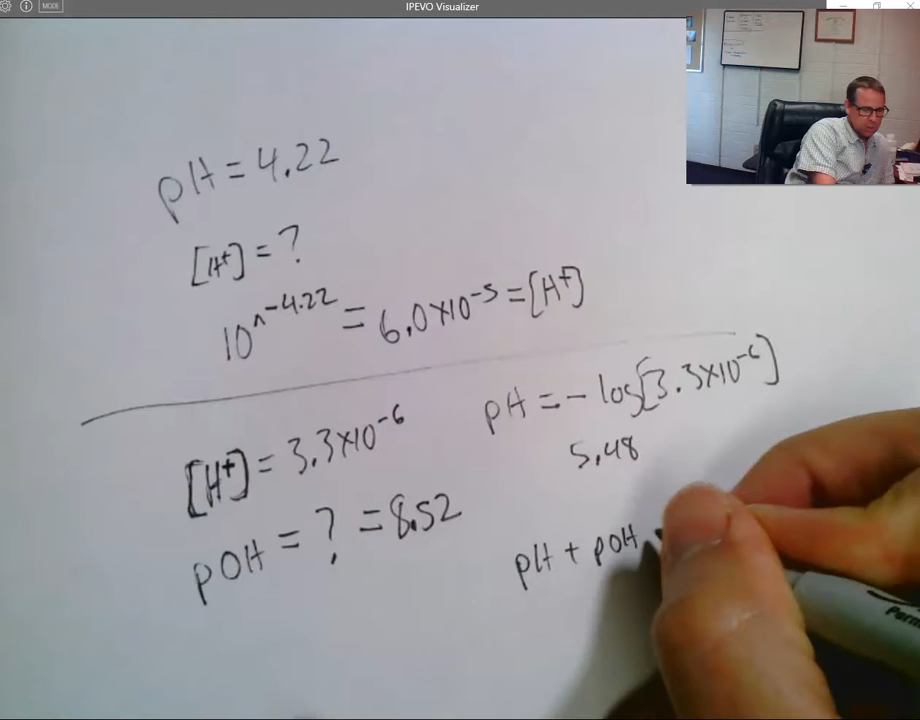 MODE
IPEVO Visualizer
pH = 4.22
[H+] = ?
10^-4.22 = 6.0x10-5 = [H+]
[H+] = 3.3x10-6
pH = - log[3.3x10-6]
5.48
pOH = ? = 8.52
pH + pOH